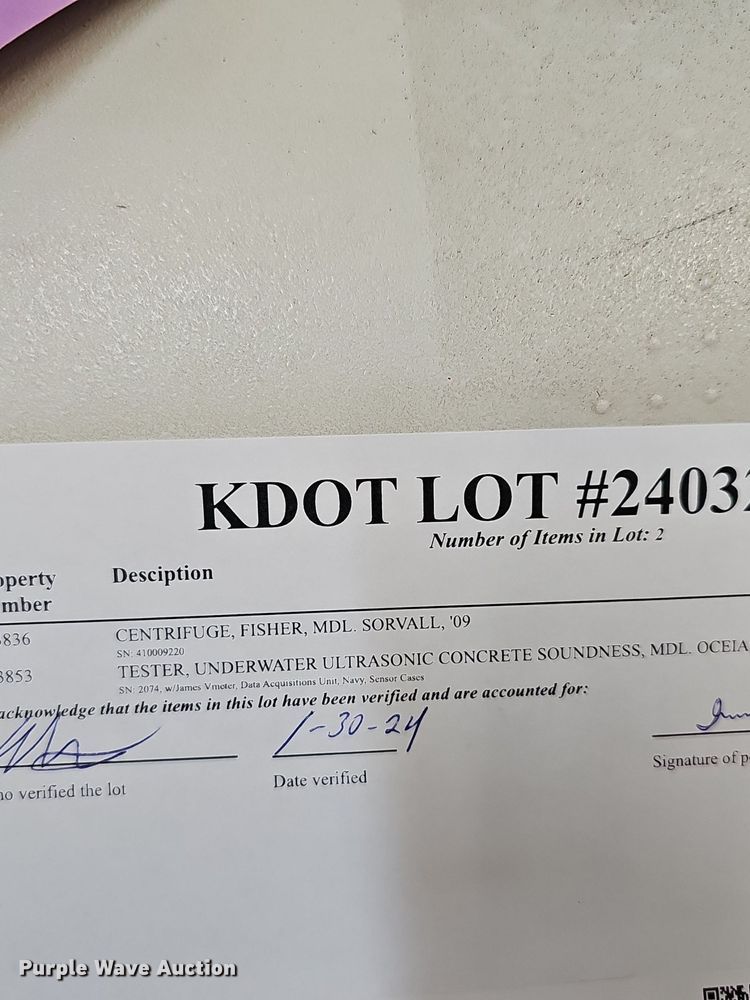 KDOT LOT #2403
Number of Items in Lot: 2
operty
mber
Desciption
836
CENTRIFUGE, FISHER, MDL. SORVALL, '09
SN: 410009220
3853
TESTER, UNDERWATER ULTRASONIC CONCRETE SOUNDNESS, MDL. OCEIA
SN: 2074, w/James Vmeter, Data Acquisitions Unit, Navy, Sensor Cases
acknowledge that the items in this lot have been verified and are accounted for:
1-30-24
o verified the lot
Date verified
Signature of p
Purple Wave Auction